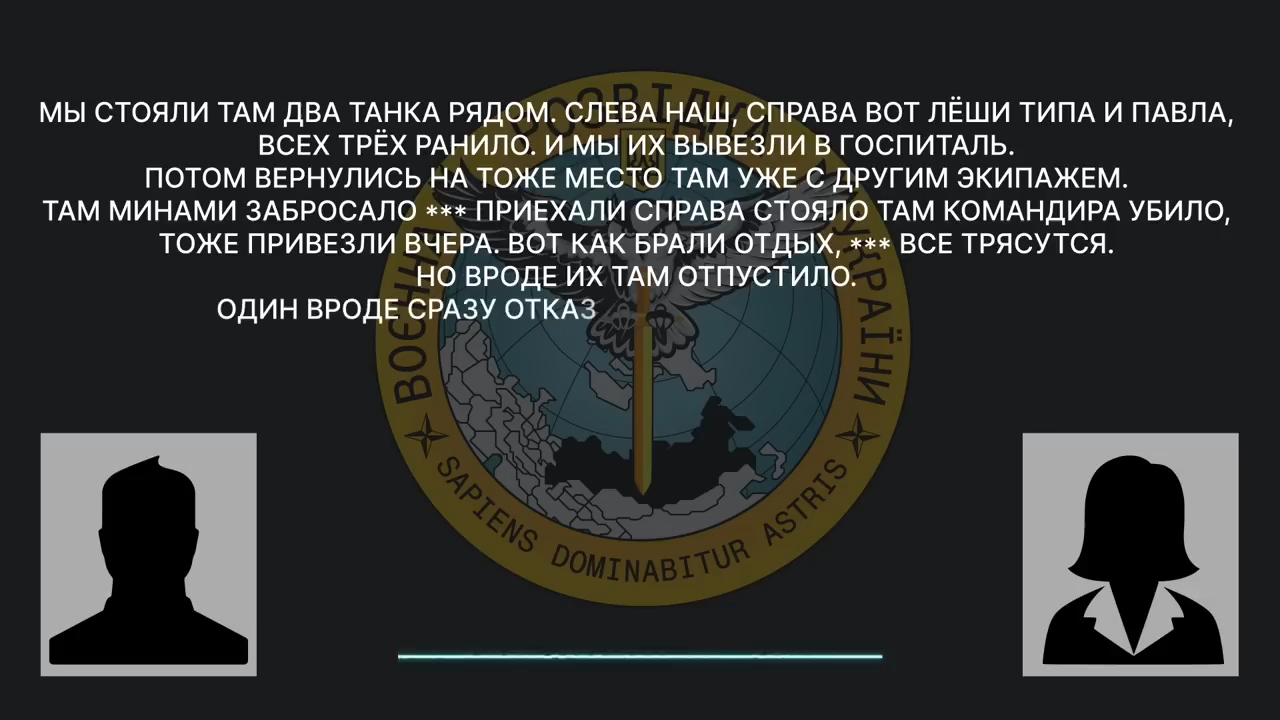 МЫ СТОЯЛИ ТАМ ДВА ТАНКА РЯДОМ. СЛЕВА НАШ, СПРАВА ВОТ ЛЁШИ ТИПА И ПАВЛА,
ВСЕХ ТРЁХ РАНИЛО. И МЫ ИХ ВЫВЕЗЛИ В ГОСПИТАЛЬ.
ПОТОМ ВЕРНУЛИСЬ НА ТОЖЕ МЕСТО ТАМ УЖЕ С ДРУГИМ ЭКИПАЖЕМ.
ТАМ МИНАМИ ЗАБРОСАЛО *** ПРИЕХАЛИ СПРАВА СТОЯЛО ТАМ КОМАНДИРА УБИЛО,
ТОЖЕ ПРИВЕЗЛИ ВЧЕРА. ВОТ КАК БРАЛИ ОТДЫХ, *** ВСЕ ТРЯСУТСЯ.
НО ВРОДЕ ИХ ТАМ ОТПУСТИЛО.
ОДИН ВРОДЕ СРАЗУ ОТКАЗ
ВОЄННА РОЗВІДКА УКРАЇНИ
SAPIENS DOMINABITUR ASTRIS